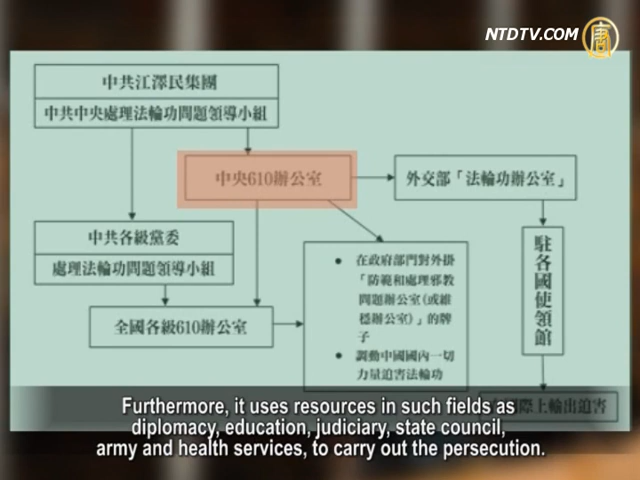 NTDTV.COM
唐
中共江澤民集團
中共中央處理法輪功問題領導小組
中央610辦公室
外交部「法輪功辦公室」
中共各級黨委
處理法輪功問題領導小組
全國各級610辦公室
● 在政府部門對外掛
「防範和處理邪教
問題辦公室(或維
穩辦公室)」的牌
子
● 調動中國國內一切
力量迫害法輪功
駐各國使領館
國際上輸出迫害
Furthermore, it uses resources in such fields as
diplomacy, education, judiciary, state council,
army and health services, to carry out the persecution.